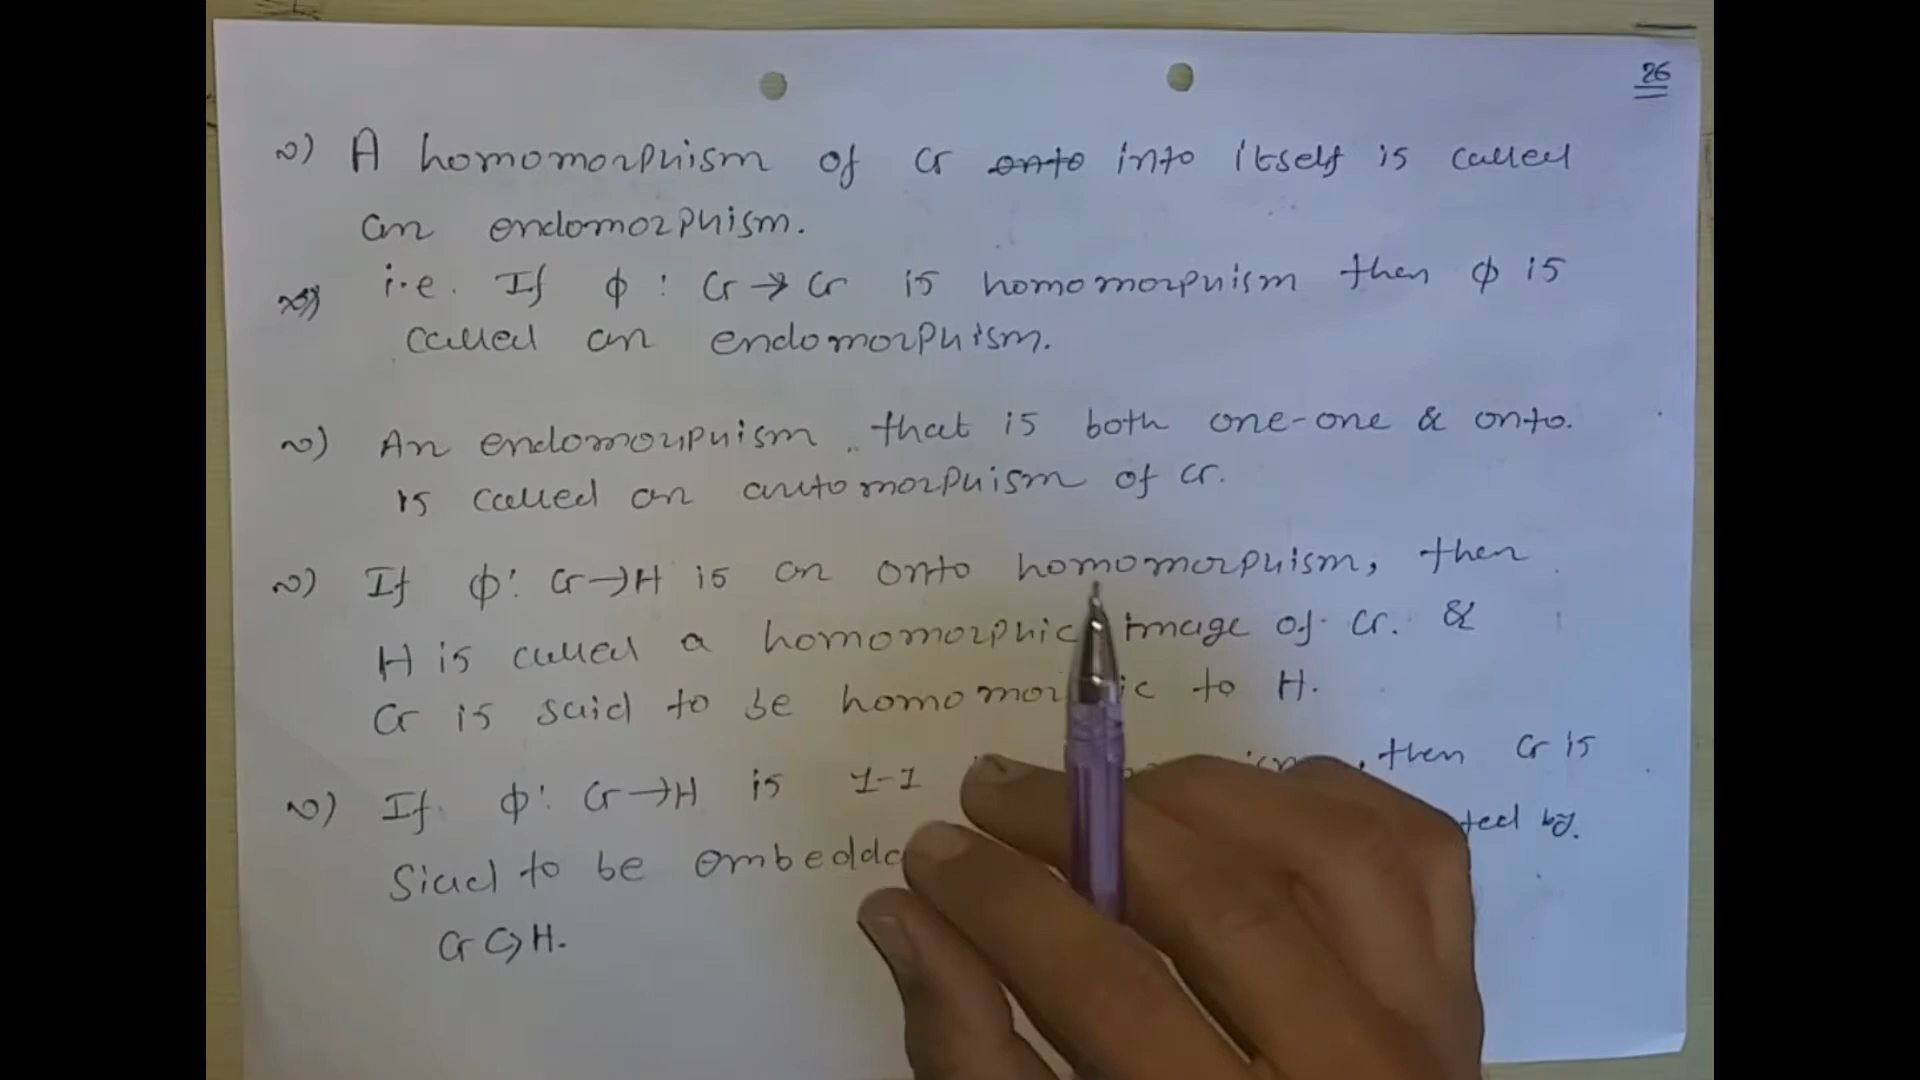 26
~) A homomorphism of G onto into itself is called
an endomorphism.
i.e. If ϕ : G → G is homomorphism then ϕ is
called an endomorphism.
~) An endomorphism that is both one-one & onto.
is called an automorphism of G.
~) If ϕ: G→H is an onto homomorphism, then
H is called a homomorphic image of G. &
G is said to be homomor ic to H.
~) If ϕ: G→H is 1-1 , then G is
Siad to be embedd ted by.
G ↪ H.